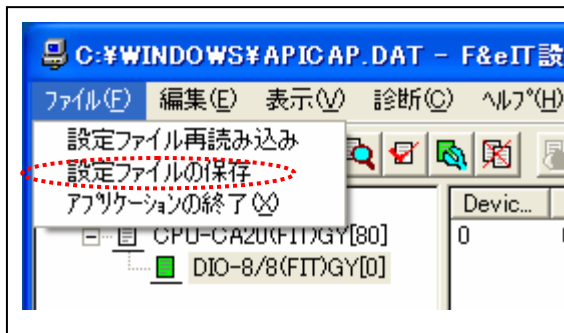 C:¥WINDOWS¥APICAP.DAT - F&eIT設
ファイル(F) 編集(E) 表示(V) 診断(C) ヘルプ(H)
設定ファイル再読み込み
設定ファイルの保存
アプリケーションの終了(X)
Devic...
CPU-CA20(FIT)GY[80]
0
DIO-8/8(FIT)GY[0]